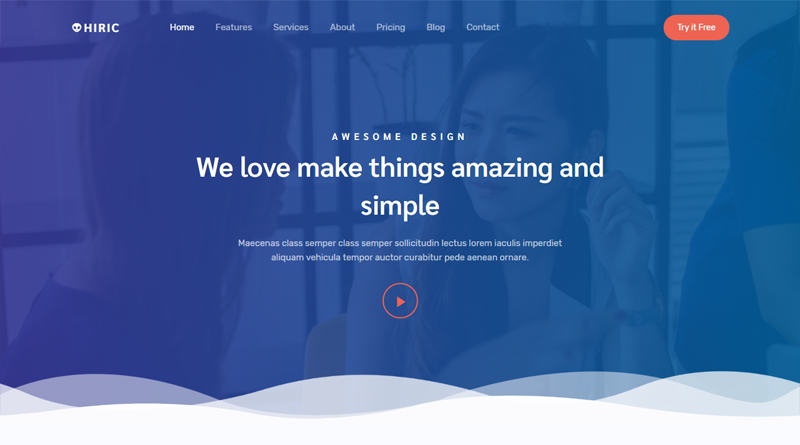 HIRIC
Home Features Services About Pricing Blog Contact
Try it Free
AWESOME DESIGN
We love make things amazing and
simple
Maecenas class semper class semper sollicitudin lectus lorem iaculis imperdiet
aliquam vehicula tempor auctor curabitur pede aenean ornare.